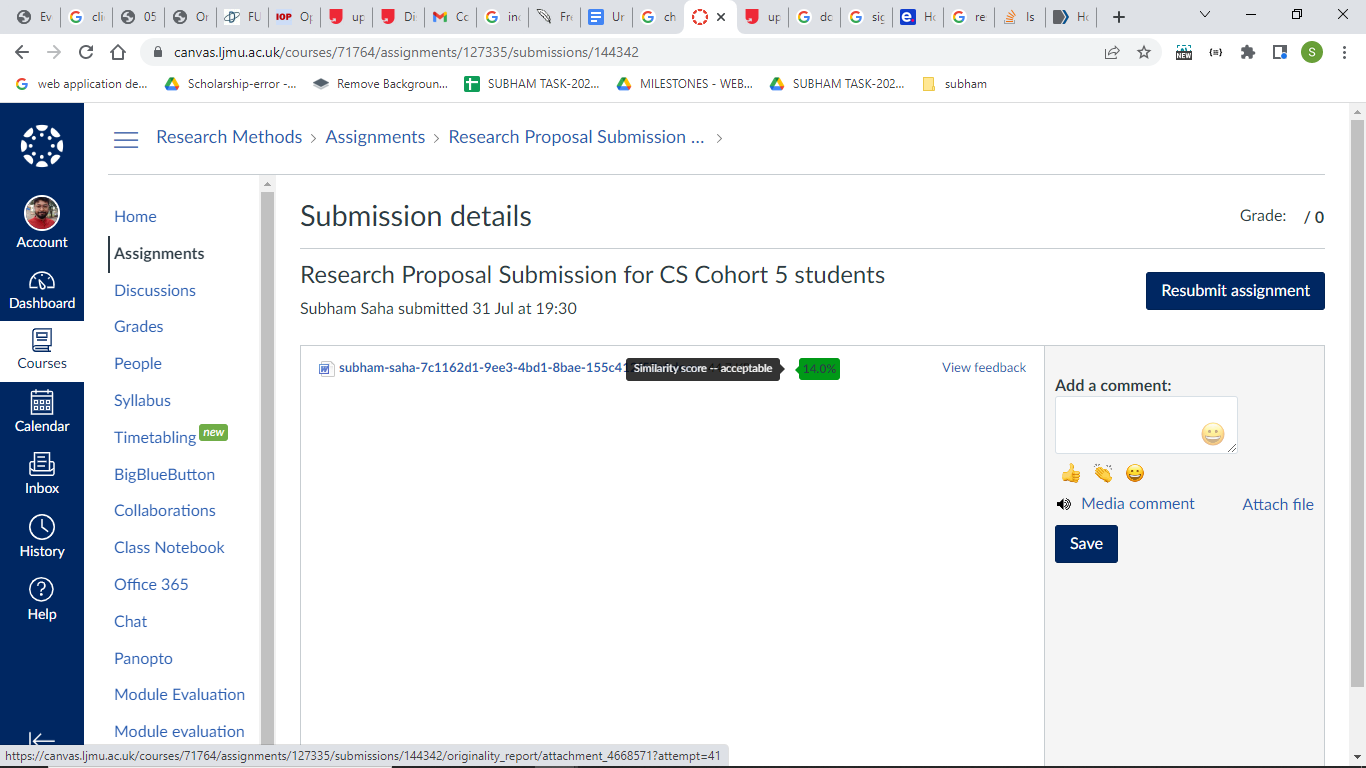 Ev
cli
05
Or
FU
IOP Op
up
Di
Co
inc
Fr
Ur
G ch
up
dc
sig
Ho
re
Is
Ho
canvas.ljmu.ac.uk/courses/71764/assignments/127335/submissions/144342
NEW
S
web application de...
Scholarship-error -...
Remove Backgroun...
SUBHAM TASK-202...
MILESTONES - WEB...
SUBHAM TASK-202...
subham
Research Methods › Assignments › Research Proposal Submission ... ›
Account
Dashboard
Courses
Calendar
Inbox
History
Help
Home
Assignments
Discussions
Grades
People
Syllabus
Timetabling new
BigBlueButton
Collaborations
Class Notebook
Office 365
Chat
Panopto
Module Evaluation
Module evaluation
Submission details
Grade: / 0
Research Proposal Submission for CS Cohort 5 students
Subham Saha submitted 31 Jul at 19:30
Resubmit assignment
subham-saha-7c1162d1-9ee3-4bd1-8bae-155c41
Similarity score -- acceptable
14.0%
View feedback
Add a comment:
Media comment
Attach file
Save
https://canvas.ljmu.ac.uk/courses/71764/assignments/127335/submissions/144342/originality_report/attachment_4668571?attempt=41